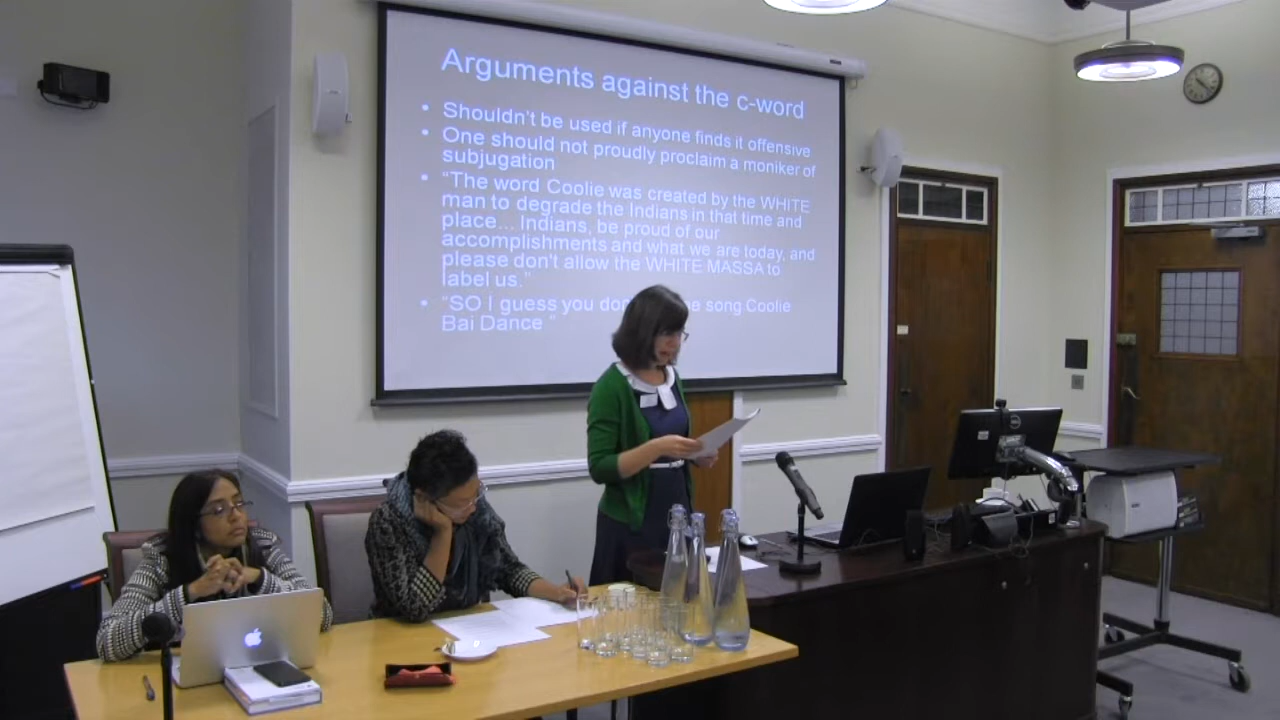 Arguments against the c-word
• Shouldn't be used if anyone finds it offensive
• One should not proudly proclaim a moniker of
subjugation
• "The word Coolie was created by the WHITE
man to degrade the Indians in that time and
place... Indians, be proud of our
accomplishments and what we are today, and
please don't allow the WHITE MASSA to
label us."
• "SO I guess you song Coolie
Bai Dance "